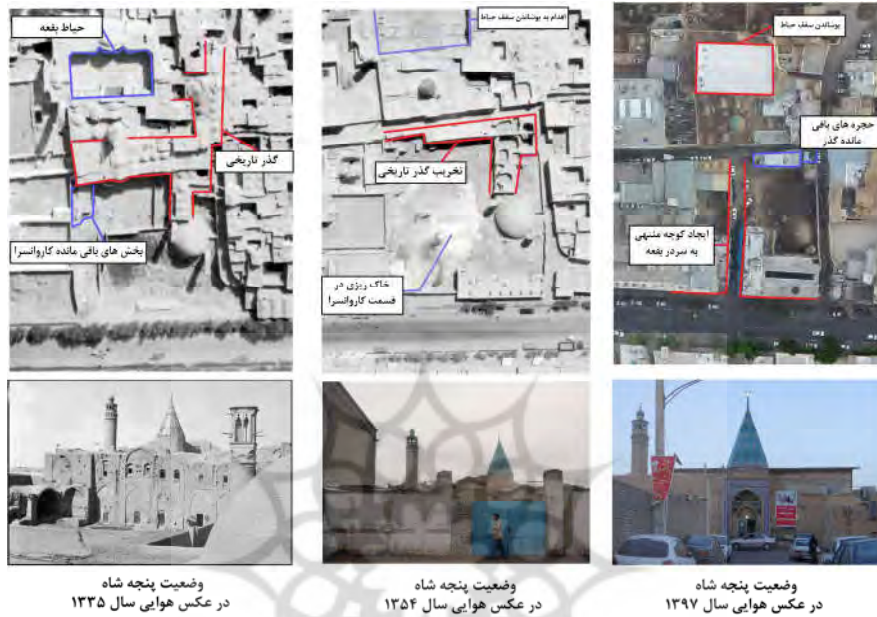 حیاط بقعه
گذر تاریخی
بخش های باقی مانده کاروانسرا
اقدام به پوشاندن سقف حیاط
تخریب گذر تاریخی
خاک ریزی در
قسمت کاروانسرا
پوشاندن سقف حیاط
حجره های باقی
مانده گذر
ایجاد کوچه منتهی
به سردر بقعه
وضعیت پنجه شاه
در عکس هوایی سال ۱۳۳۵
وضعیت پنجه شاه
در عکس هوایی سال ۱۳۵۴
وضعیت پنجه شاه
در عکس هوایی سال ۱۳۹۷